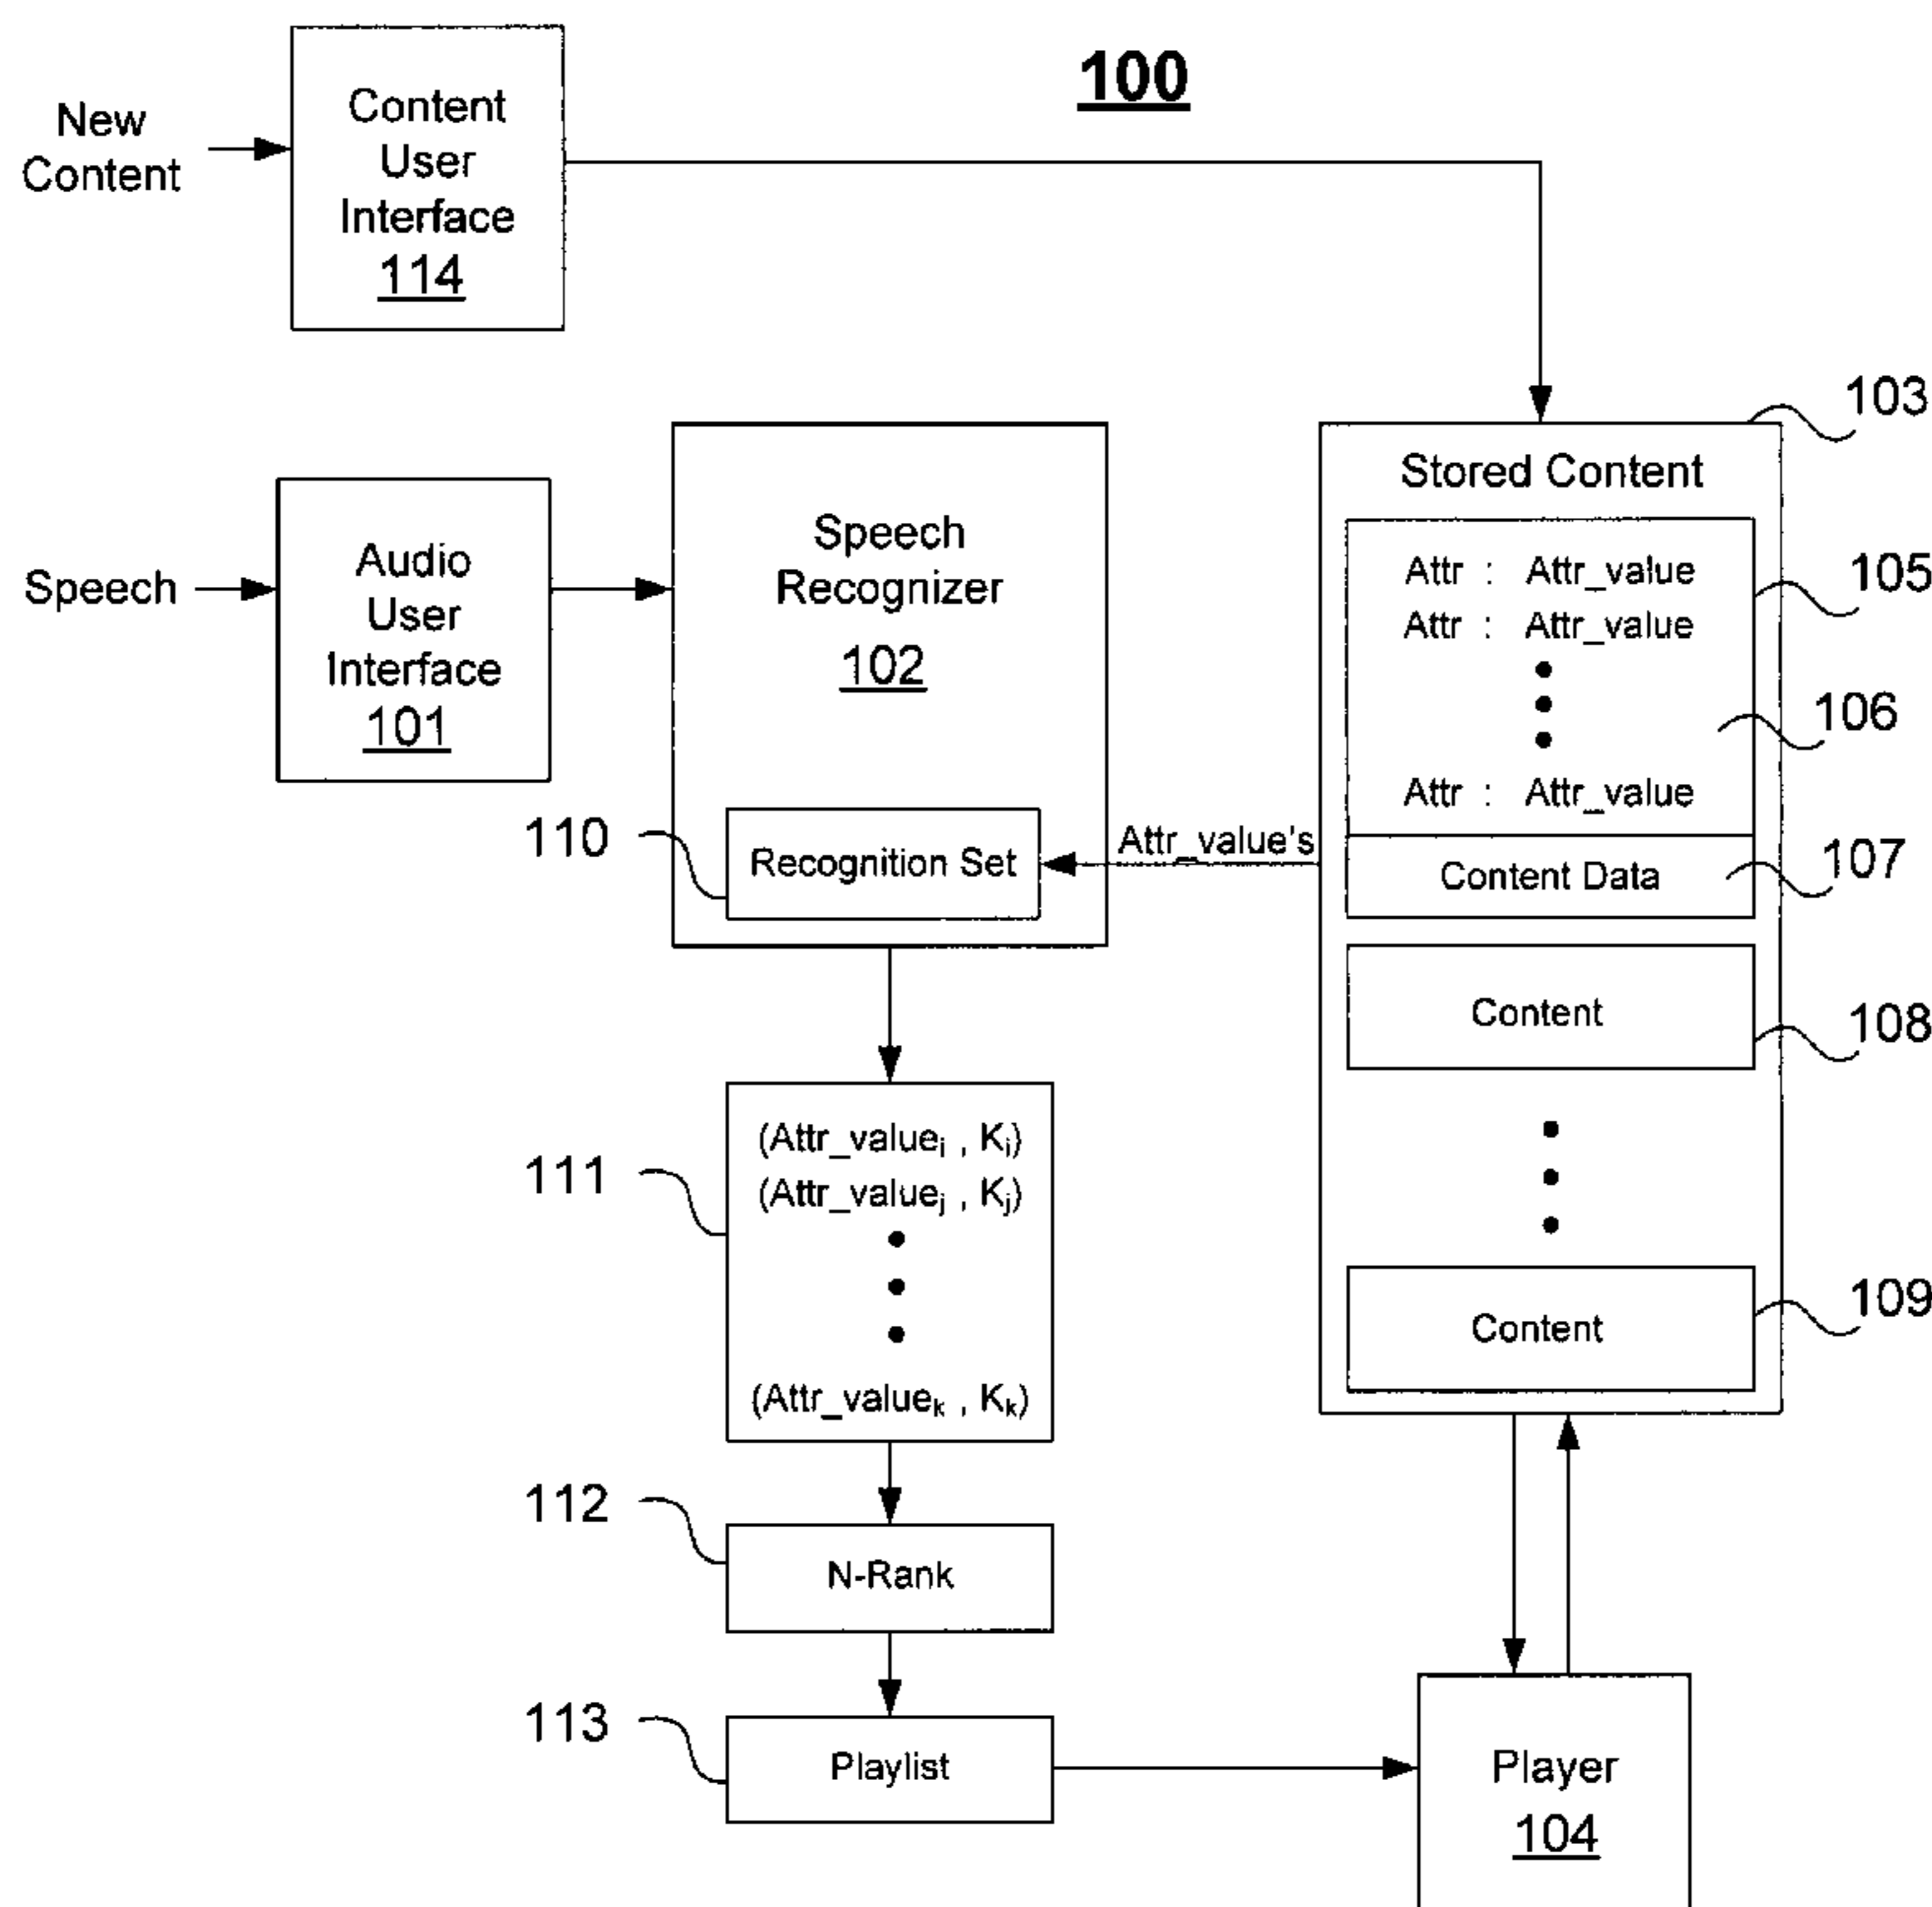 100
New
Content
Content
User
Interface
114
103
Stored Content
Speech
Audio
User
Interface
101
Speech
Recognizer
102
Attr : Attr_value
Attr : Attr_value
Attr : Attr_value
105
106
110
Recognition Set
Attr_value's
Content Data
107
Content
108
111
(Attr_valueᵢ , Kᵢ)
(Attr_valueⱼ , Kⱼ)
(Attr_valueₖ , Kₖ)
Content
109
112
N-Rank
113
Playlist
Player
104